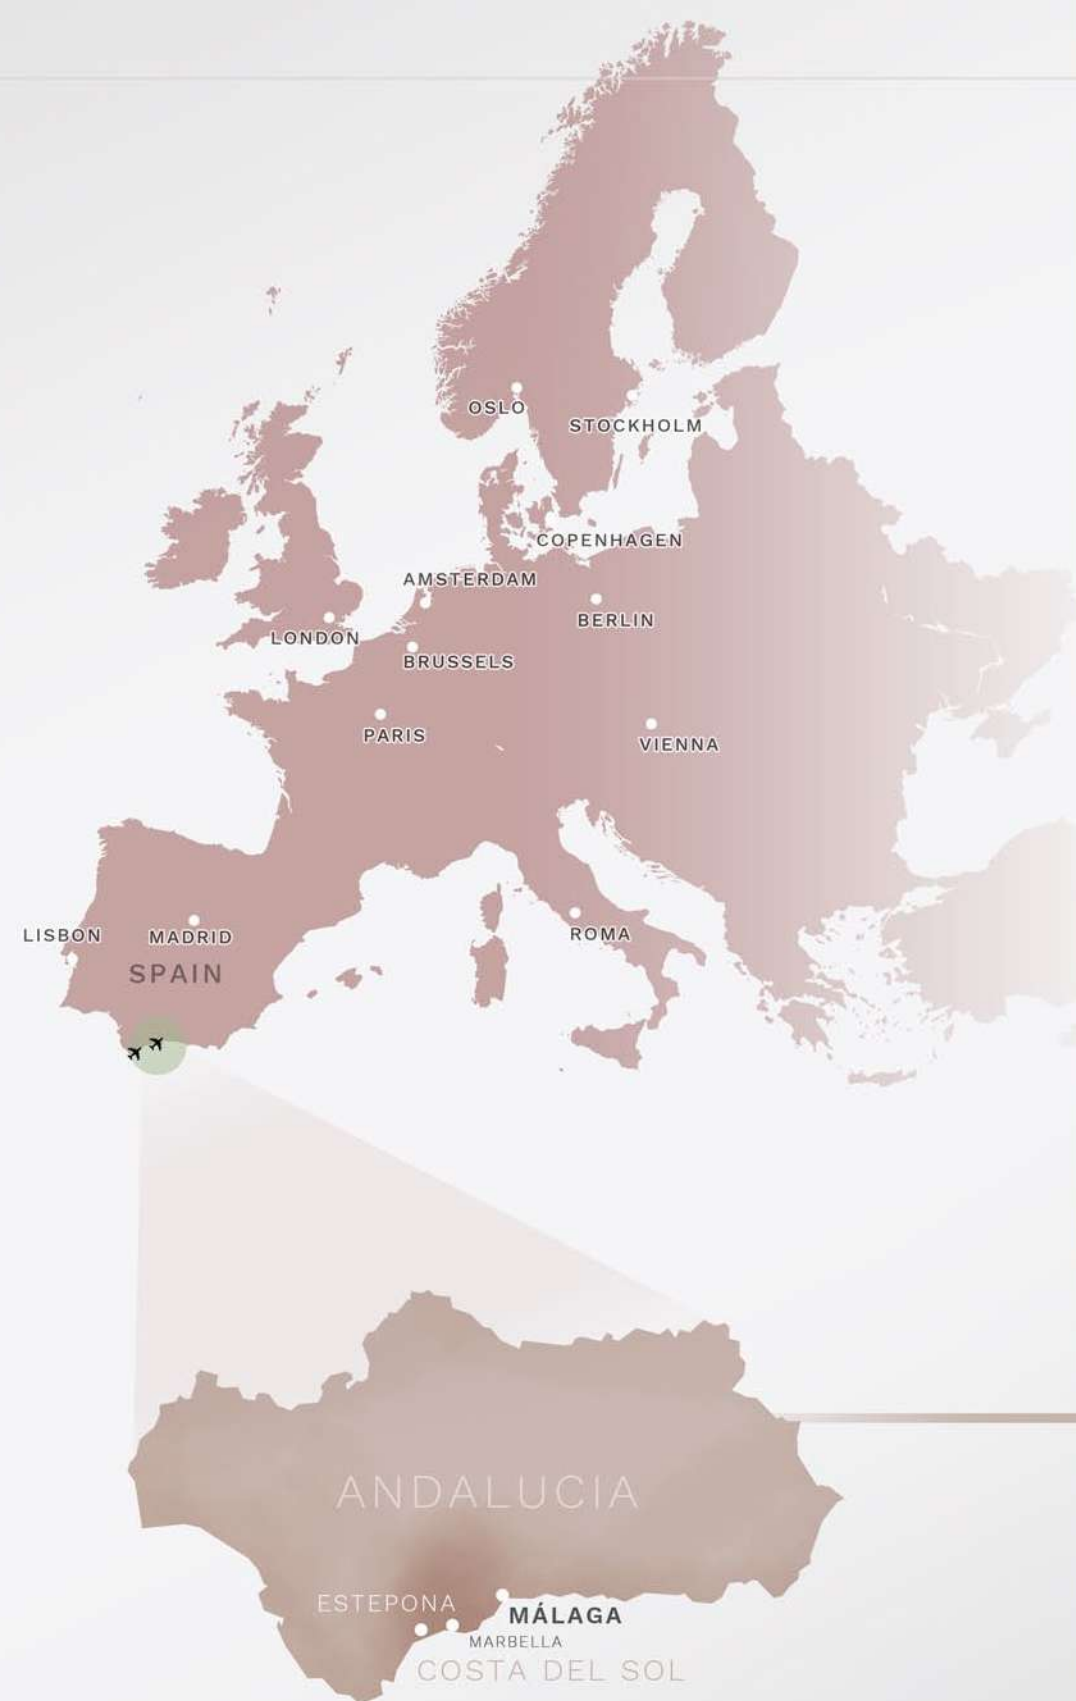 OSLO
STOCKHOLM
COPENHAGEN
AMSTERDAM
BERLIN
LONDON
BRUSSELS
PARIS
VIENNA
LISBON
MADRID
ROMA
SPAIN
ANDALUCIA
ESTEPONA
MÁLAGA
MARBELLA
COSTA DEL SOL